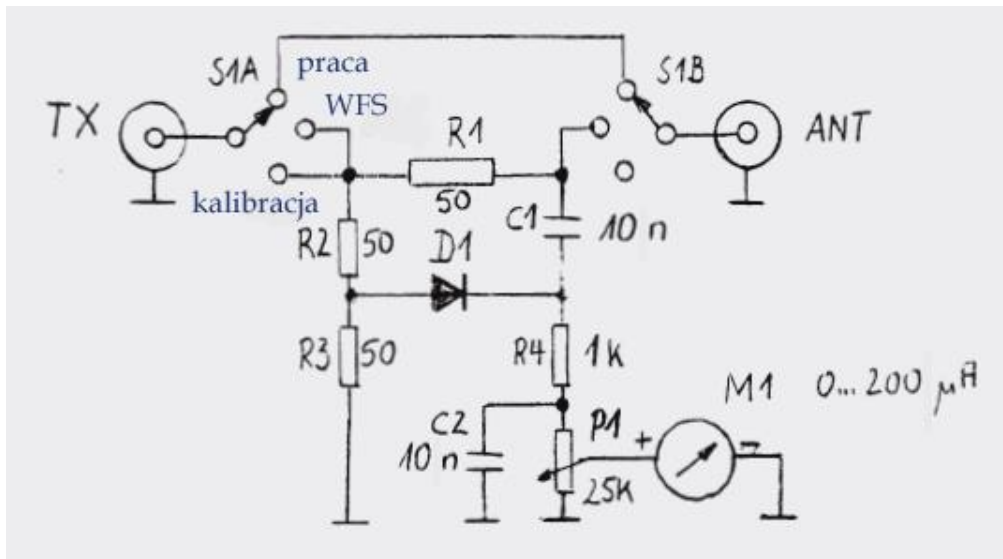 S1A
praca
S1B
WFS
TX
R1
ANT
50
kalibracja
C1
10 n
R2
50
D1
R3
50
R4
1k
M1 0...200 µA
C2
P1
+
-
10 n
25K